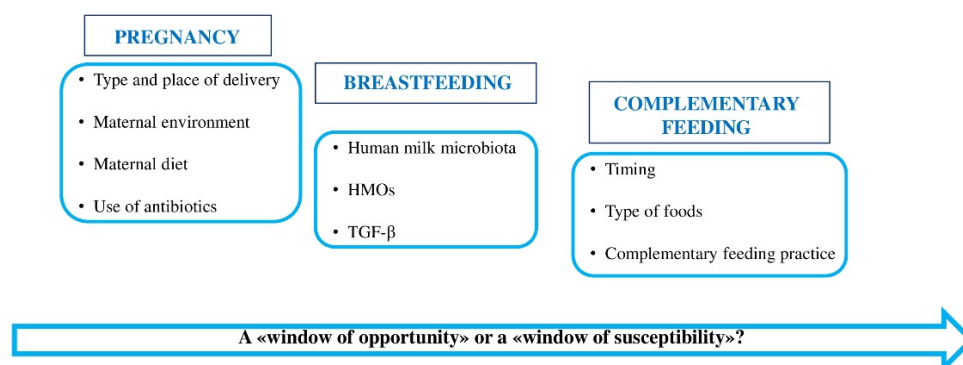 PREGNANCY
• Type and place of delivery
• Maternal environment
• Maternal diet
• Use of antibiotics
BREASTFEEDING
• Human milk microbiota
• HMOs
• TGF-β
COMPLEMENTARY
FEEDING
• Timing
• Type of foods
• Complementary feeding practice
A «window of opportunity» or a «window of susceptibility»?